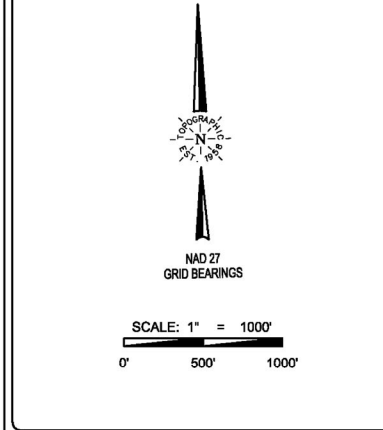 TOPOGRAPHIC
N
EST. 1958
NAD 27
GRID BEARINGS
SCALE: 1" = 1000'
0' 500' 1000'